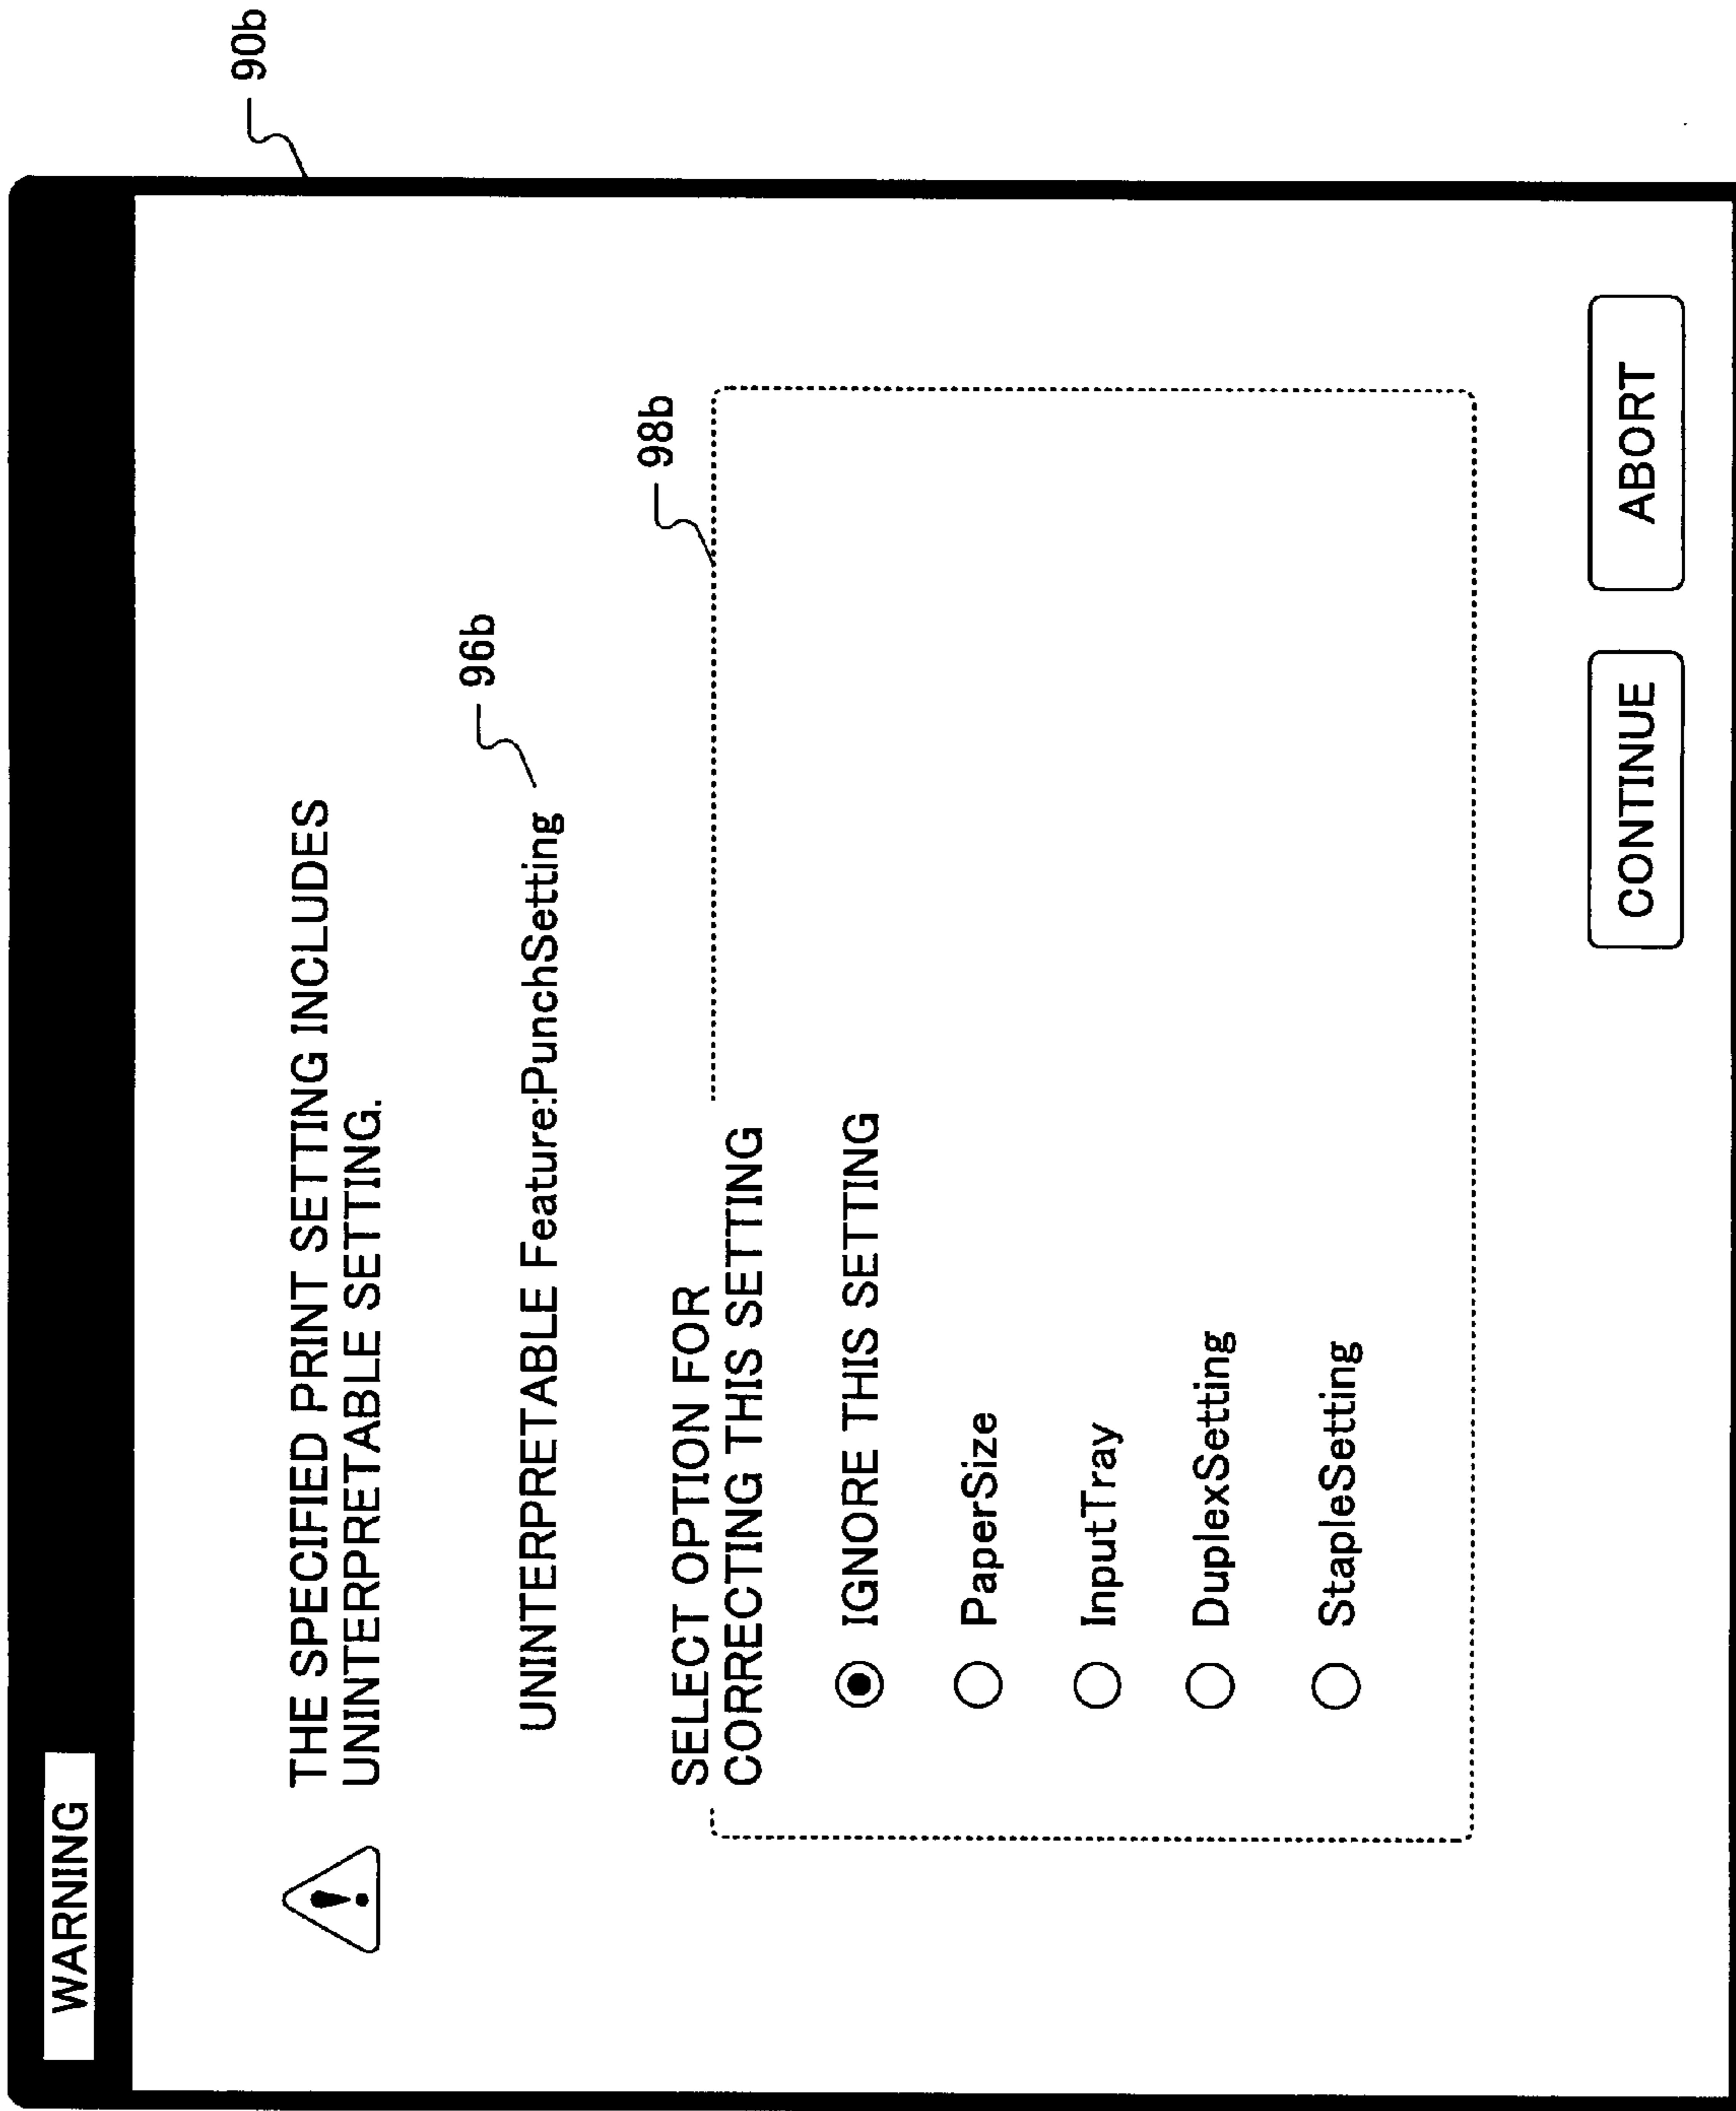 WARNING
90b
THE SPECIFIED PRINT SETTING INCLUDES
UNINTERPRETABLE SETTING.
96b
UNINTERPRETABLE Feature:PunchSetting
98b
SELECT OPTION FOR
CORRECTING THIS SETTING
IGNORE THIS SETTING
PaperSize
InputTray
DuplexSetting
StapleSetting
CONTINUE ABORT